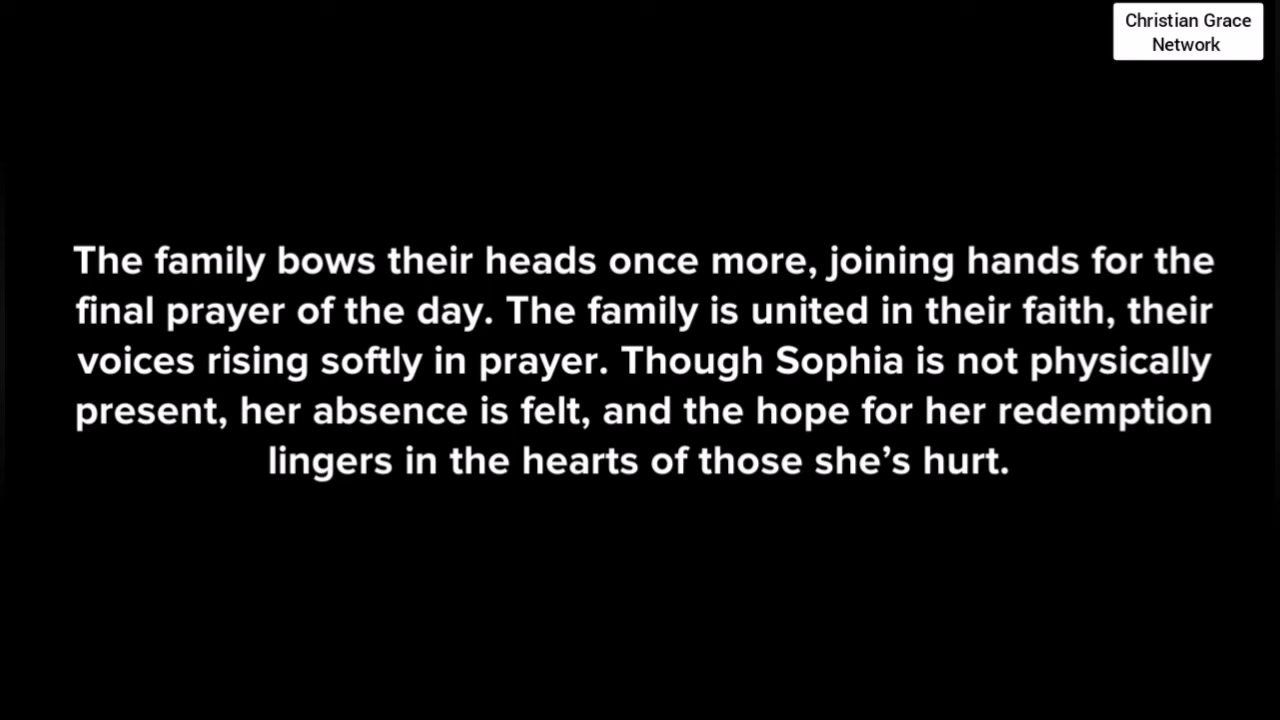 Christian Grace
Network
The family bows their heads once more, joining hands for the
final prayer of the day. The family is united in their faith, their
voices rising softly in prayer. Though Sophia is not physically
present, her absence is felt, and the hope for her redemption
lingers in the hearts of those she’s hurt.